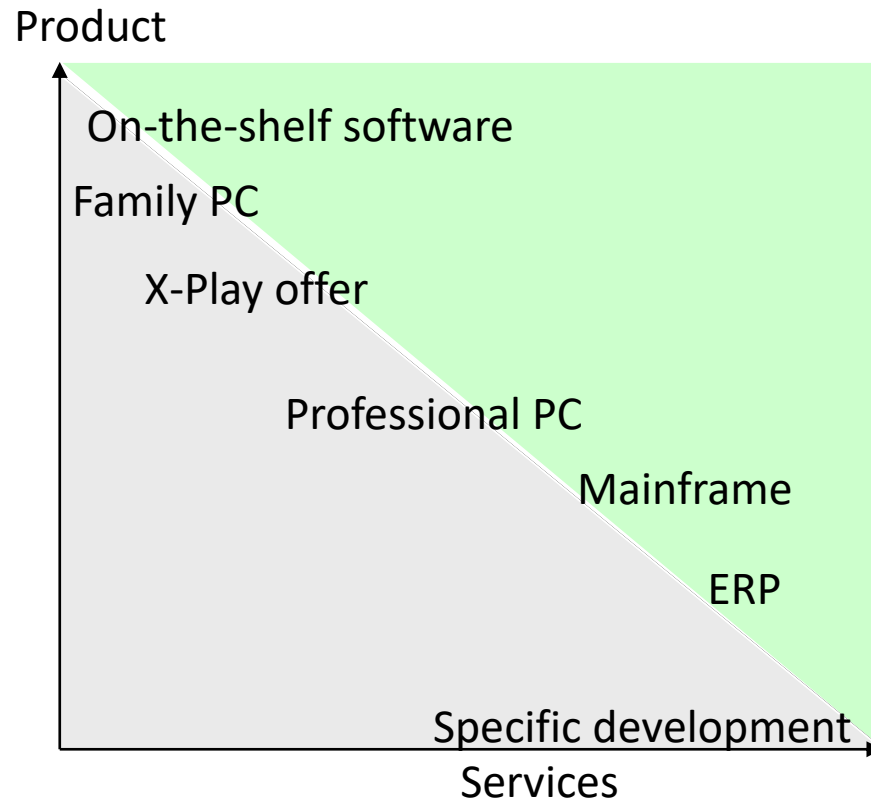 Product
On-the-shelf software
Family PC
X-Play offer
Professional PC
Mainframe
ERP
Specific development
Services